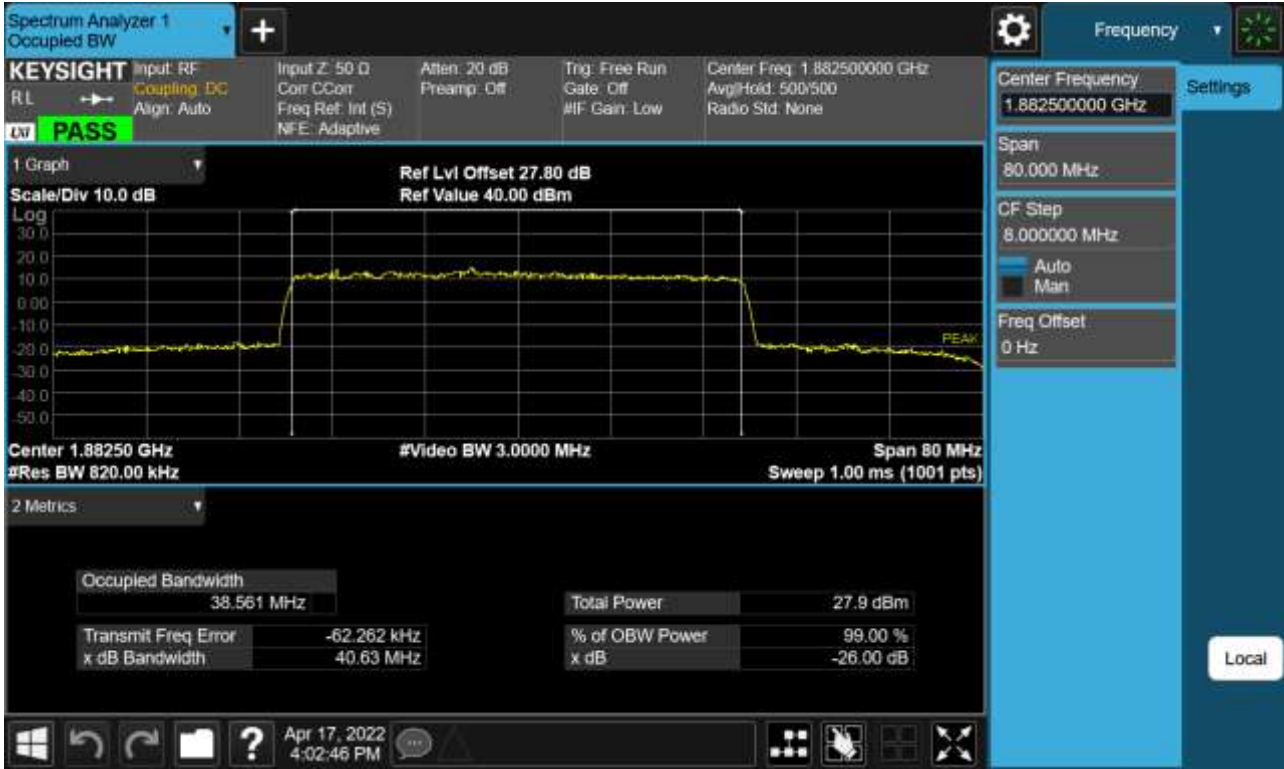 Spectrum Analyzer 1
Occupied BW
+
Frequency
KEYSIGHT
RL
LXI
PASS
Input: RF
Coupling: DC
Align: Auto
Input Z: 50 Ω
Corr CCorr
Freq Ref: Int (S)
NFE: Adaptive
Atten: 20 dB
Preamp: Off
Trig: Free Run
Gate: Off
#IF Gain: Low
Center Freq: 1.882500000 GHz
Avg|Hold: 500/500
Radio Std: None
Center Frequency
1.882500000 GHz
Settings
Span
80.000 MHz
CF Step
8.000000 MHz
Auto
Man
Freq Offset
0 Hz
1 Graph
Scale/Div 10.0 dB
Ref Lvl Offset 27.80 dB
Ref Value 40.00 dBm
Log
30.0
20.0
10.0
0.00
-10.0
-20.0
-30.0
-40.0
-50.0
PEAK
Center 1.88250 GHz
#Video BW 3.0000 MHz
Span 80 MHz
#Res BW 820.00 kHz
Sweep 1.00 ms (1001 pts)
2 Metrics
Occupied Bandwidth
38.561 MHz
Total Power 27.9 dBm
Transmit Freq Error -62.262 kHz
% of OBW Power 99.00 %
x dB Bandwidth 40.63 MHz
x dB -26.00 dB
Local
?
Apr 17, 2022
4:02:46 PM